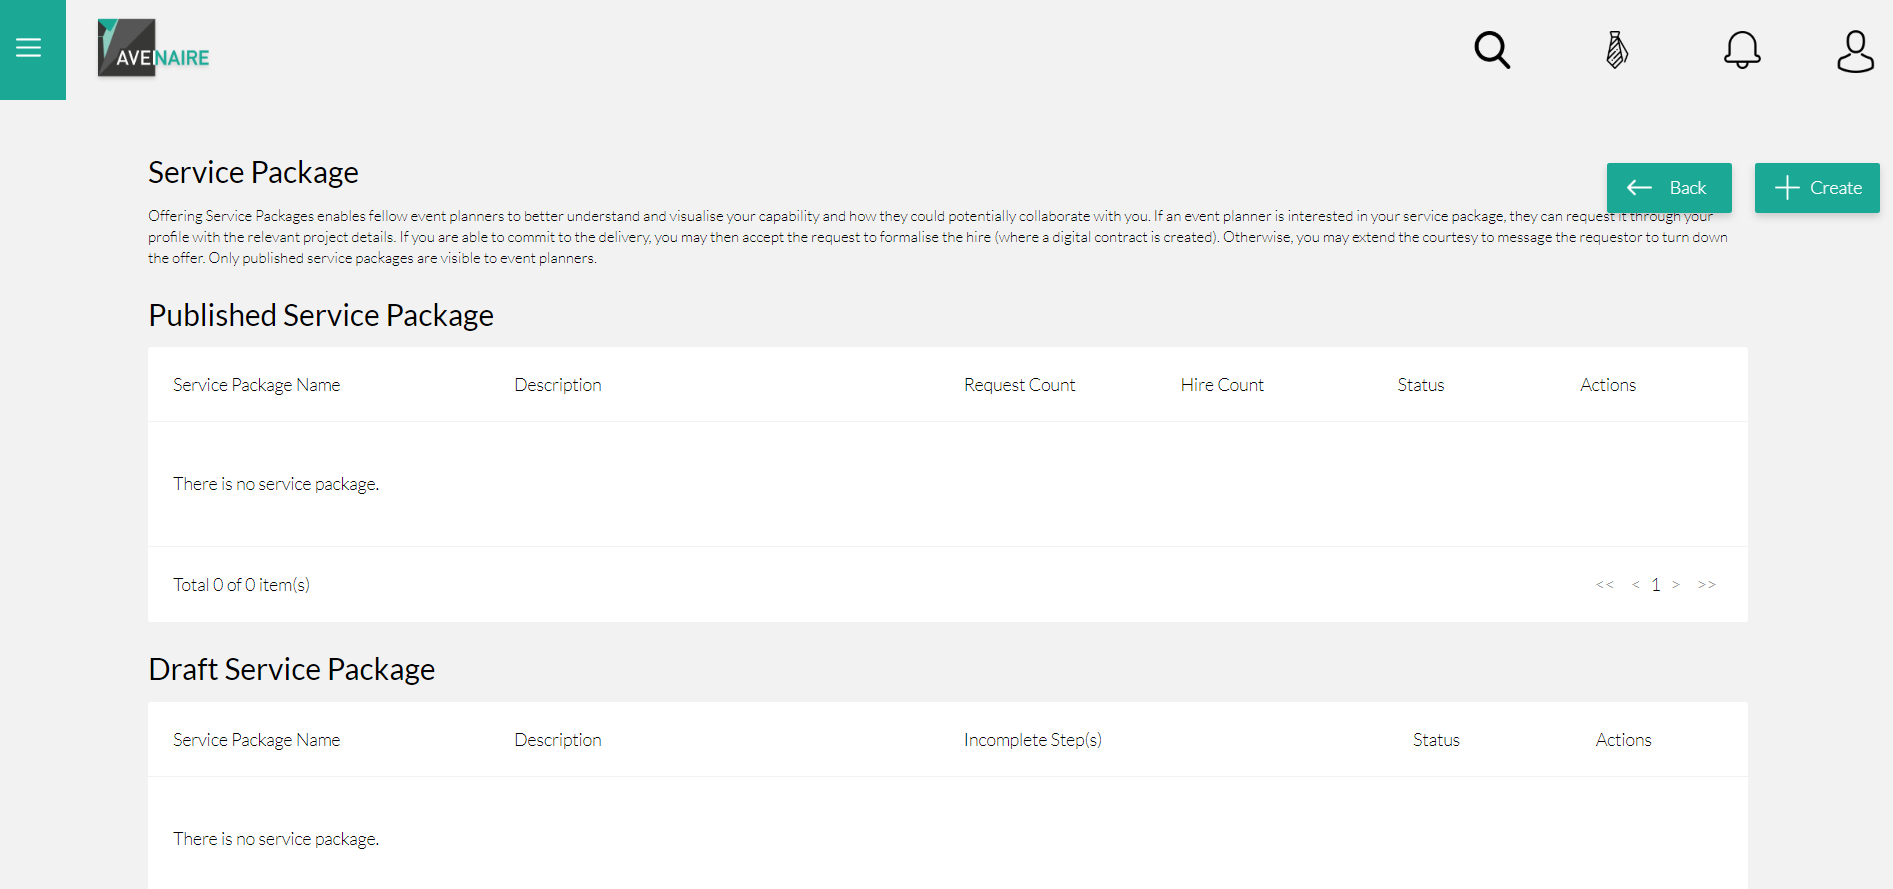 AVENAIRE
Service Package
Back
Create
Offering Service Packages enables fellow event planners to better understand and visualise your capability and how they could potentially collaborate with you. If an event planner is interested in your service package, they can request it through your
profile with the relevant project details. If you are able to commit to the delivery, you may then accept the request to formalise the hire (where a digital contract is created). Otherwise, you may extend the courtesy to message the requestor to turn down
the offer. Only published service packages are visible to event planners.
Published Service Package
Service Package Name Description Request Count Hire Count Status Actions
There is no service package.
Total 0 of 0 item(s) << < 1 > >>
Draft Service Package
Service Package Name Description Incomplete Step(s) Status Actions
There is no service package.